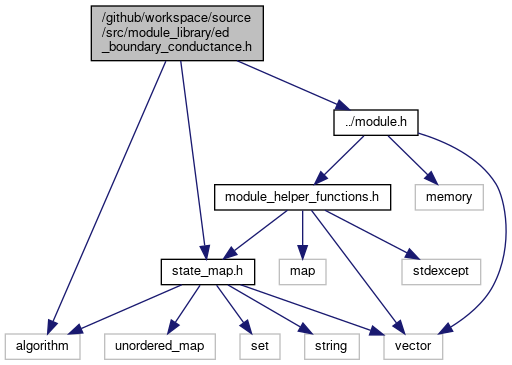 /github/workspace/source
/src/module_library/ed
_boundary_conductance.h
../module.h
module_helper_functions.h
memory
state_map.h
map
stdexcept
algorithm
unordered_map
set
string
vector